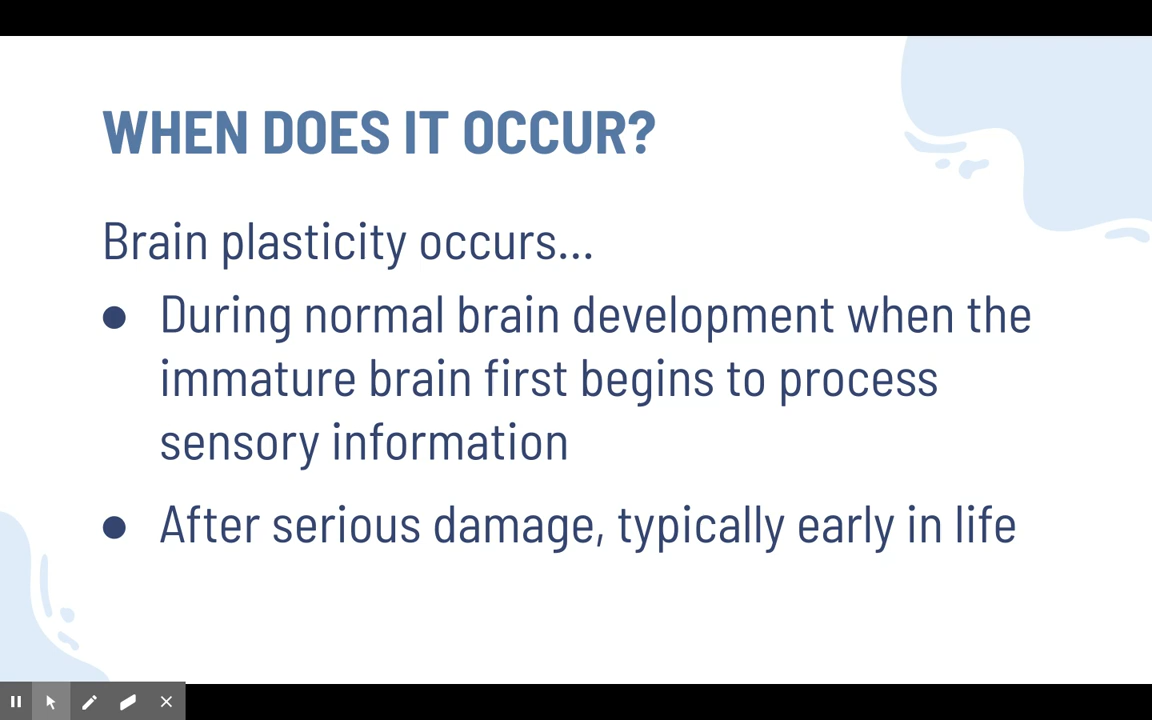 WHEN DOES IT OCCUR?
Brain plasticity occurs...
● During normal brain development when the
immature brain first begins to process
sensory information
● After serious damage, typically early in life